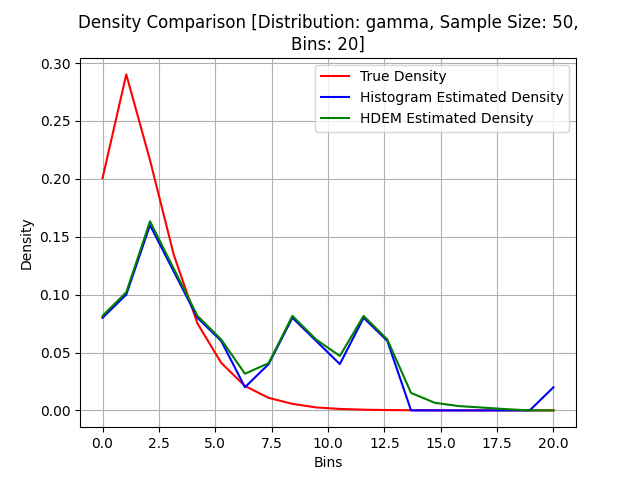 Density Comparison [Distribution: gamma, Sample Size: 50,
Bins: 20]
True Density
Histogram Estimated Density
HDEM Estimated Density
Density
0.30
0.25
0.20
0.15
0.10
0.05
0.00
0.0 2.5 5.0 7.5 10.0 12.5 15.0 17.5 20.0
Bins